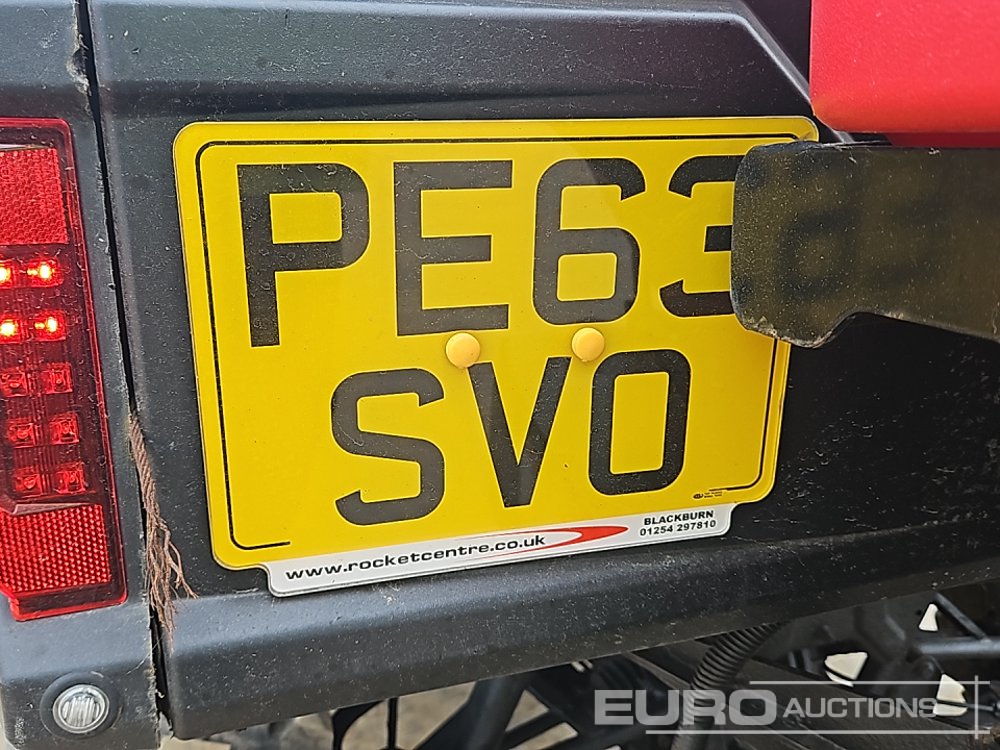 PE63
SVO
www.rocketcentre.co.uk
BLACKBURN
01254 297810
EURO AUCTIONS